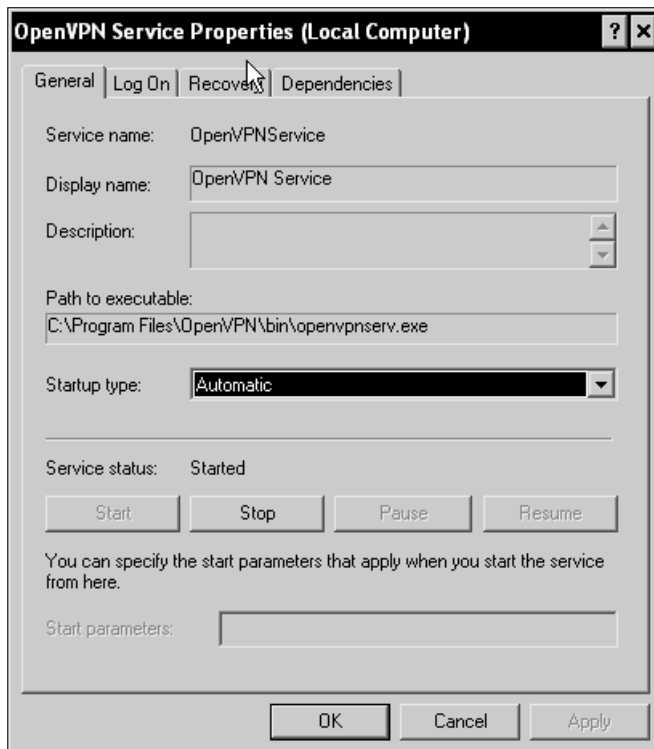 OpenVPN Service Properties (Local Computer)
General Log On Recovery Dependencies
Service name: OpenVPNService
Display name: OpenVPN Service
Description:
Path to executable:
C:\Program Files\OpenVPN\bin\openvpnserv.exe
Startup type: Automatic
Service status: Started
Start Stop Pause Resume
You can specify the start parameters that apply when you start the service
from here.
Start parameters:
OK Cancel Apply